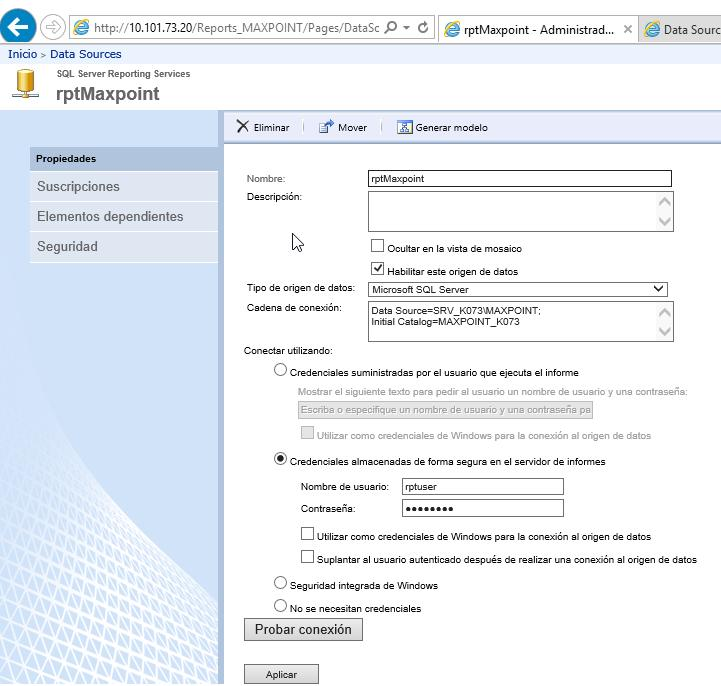 http://10.101.73.20/Reports_MAXPOINT/Pages/DataSc
rptMaxpoint - Administrad...
Data Sourc
Inicio > Data Sources
SQL Server Reporting Services
rptMaxpoint
Eliminar
Mover
Generar modelo
Propiedades
Suscripciones
Elementos dependientes
Seguridad
Nombre:
rptMaxpoint
Descripción:
Ocultar en la vista de mosaico
Habilitar este origen de datos
Tipo de origen de datos:
Microsoft SQL Server
Cadena de conexión:
Data Source=SRV_K073\MAXPOINT;
Initial Catalog=MAXPOINT_K073
Conectar utilizando:
Credenciales suministradas por el usuario que ejecuta el informe
Mostrar el siguiente texto para pedir al usuario un nombre de usuario y una contraseña:
Escriba o especifique un nombre de usuario y una contraseña pa
Utilizar como credenciales de Windows para la conexión al origen de datos
Credenciales almacenadas de forma segura en el servidor de informes
Nombre de usuario:
rptuser
Contraseña:
••••••••
Utilizar como credenciales de Windows para la conexión al origen de datos
Suplantar al usuario autenticado después de realizar una conexión al origen de datos
Seguridad integrada de Windows
No se necesitan credenciales
Probar conexión
Aplicar